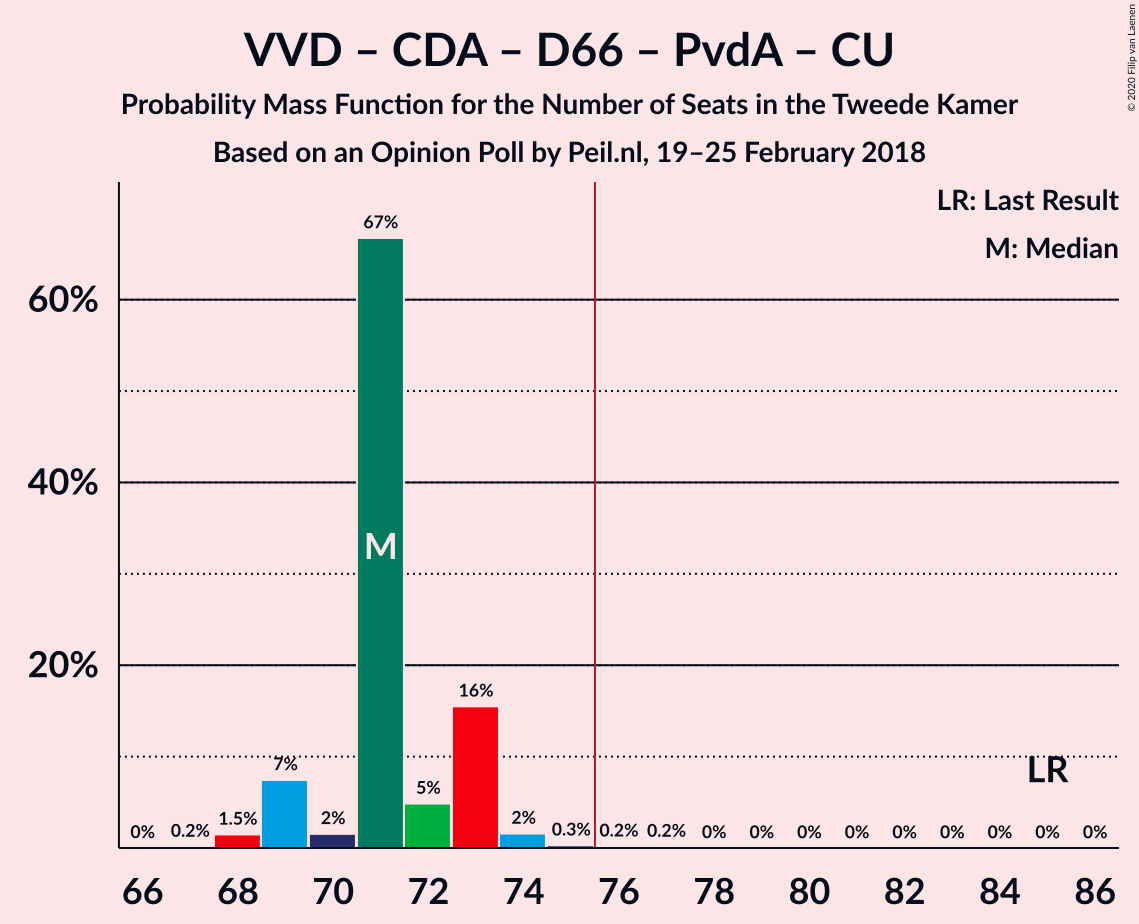 VVD – CDA – D66 – PvdA – CU
Probability Mass Function for the Number of Seats in the Tweede Kamer
Based on an Opinion Poll by Peil.nl, 19–25 February 2018
© 2020 Filip van Laenen
LR: Last Result
M: Median
60%
40%
20%
0%
0.2%
1.5%
7%
2%
67%
5%
16%
2%
0.3%
0.2%
0.2%
0%
0%
0%
0%
0%
0%
0%
0%
0%
M
LR
66 68 70 72 74 76 78 80 82 84 86